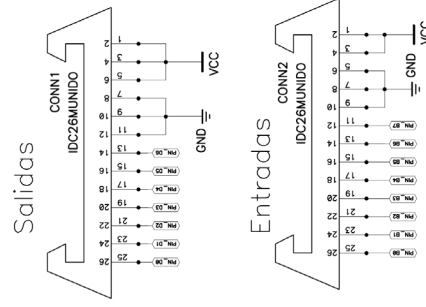 Salidas
CONN1
IDC26MUNIDO
2 1
4 3
6 5
8 7
10 9
12 11
14 13 PIN_D6
16 15 PIN_D5
18 17 PIN_D4
20 19 PIN_D3
22 21 PIN_D2
24 23 PIN_D1
26 25 PIN_D0
VCC
GND
Entradas
CONN2
IDC26MUNIDO
2 1
4 3
6 5
8 7
10 9
12 11 PIN_B7
14 13 PIN_B6
16 15 PIN_B5
18 17 PIN_B4
20 19 PIN_B3
22 21 PIN_B2
24 23 PIN_B1
26 25 PIN_B0
VCC
GND